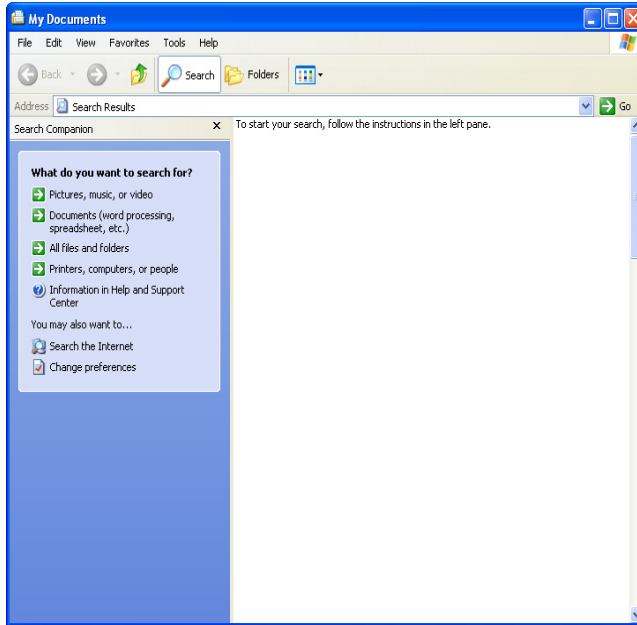 My Documents
File Edit View Favorites Tools Help
Back Search Folders
Address Search Results Go
Search Companion x
To start your search, follow the instructions in the left pane.
What do you want to search for?
Pictures, music, or video
Documents (word processing,
spreadsheet, etc.)
All files and folders
Printers, computers, or people
Information in Help and Support
Center
You may also want to...
Search the Internet
Change preferences